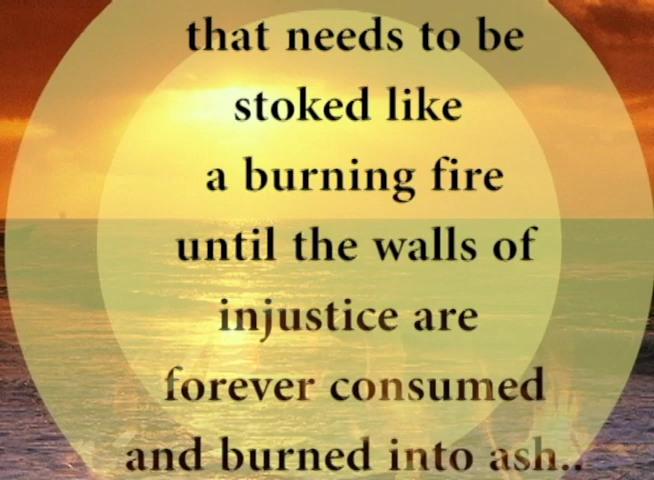 that needs to be
stoked like
a burning fire
until the walls of
injustice are
forever consumed
and burned into ash..